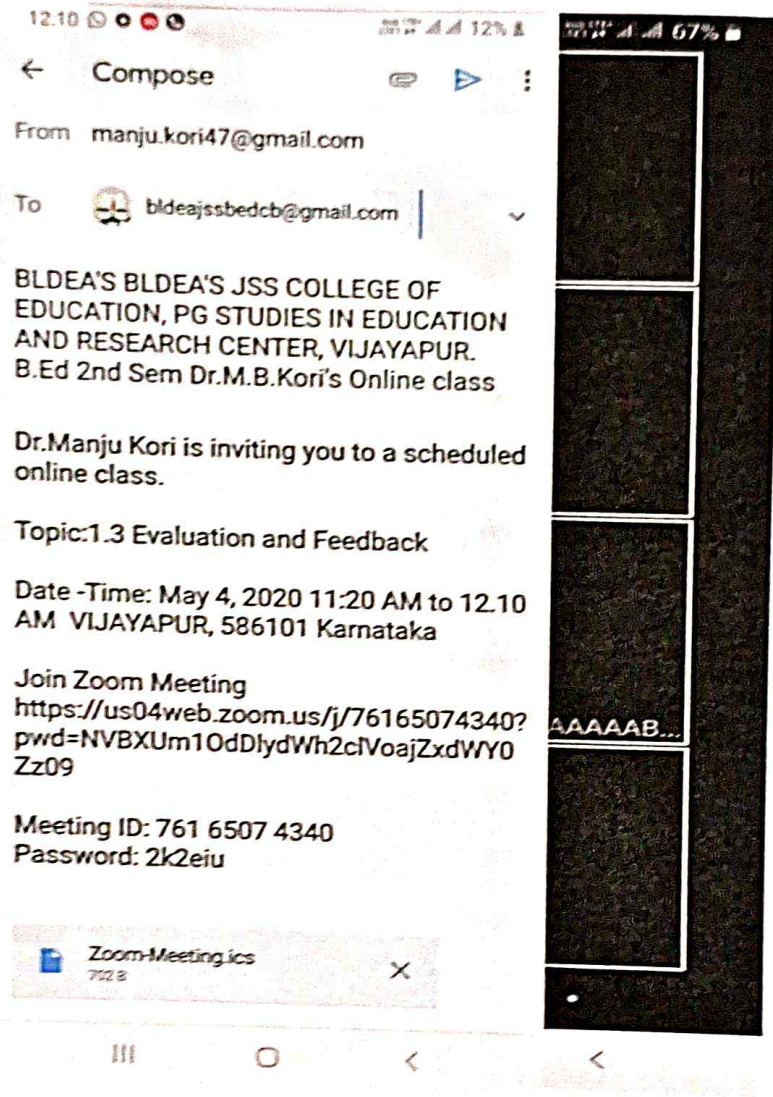 12:10
12%
Compose
From manju.kori47@gmail.com
To bldeajssbedcb@gmail.com
BLDEA'S BLDEA'S JSS COLLEGE OF
EDUCATION, PG STUDIES IN EDUCATION
AND RESEARCH CENTER, VIJAYAPUR.
B.Ed 2nd Sem Dr.M.B.Kori's Online class
Dr.Manju Kori is inviting you to a scheduled
online class.
Topic:1.3 Evaluation and Feedback
Date -Time: May 4, 2020 11:20 AM to 12.10
AM VIJAYAPUR, 586101 Karnataka
Join Zoom Meeting
https://us04web.zoom.us/j/76165074340?
Zz09
Meeting ID: 761 6507 4340
Password: 2k2eiu
Zoom-Meeting.ics
67%
AAAAAB...